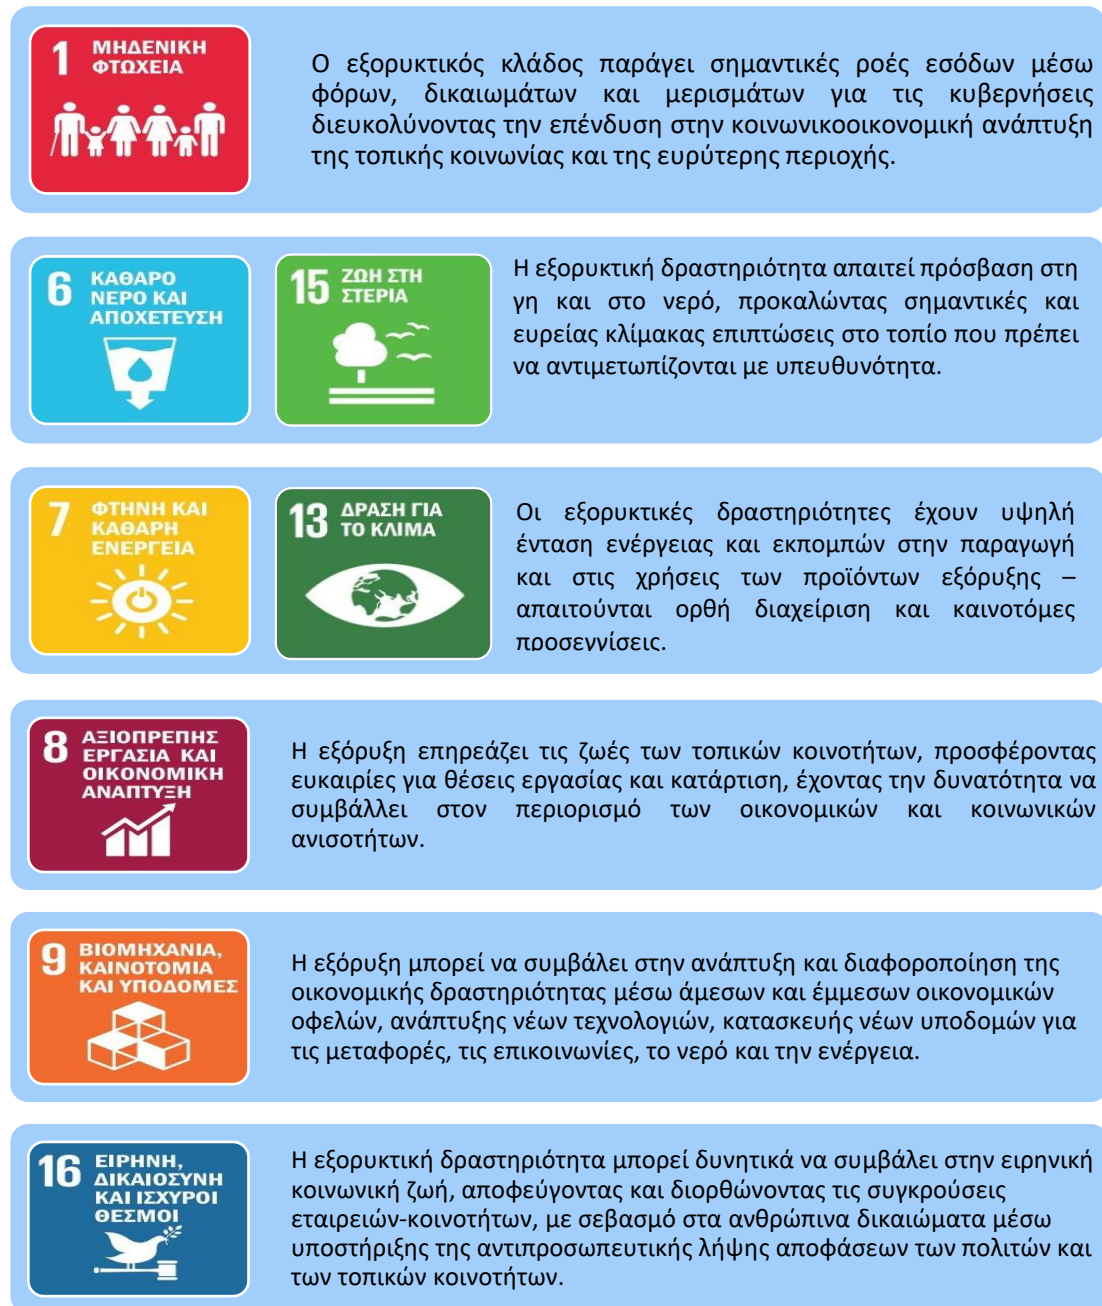 1 ΜΗΔΕΝΙΚΗ
ΦΤΩΧΕΙΑ
Ο εξορυκτικός κλάδος παράγει σημαντικές ροές εσόδων μέσω
φόρων, δικαιωμάτων και μερισμάτων για τις κυβερνήσεις
διευκολύνοντας την επένδυση στην κοινωνικοοικονομική ανάπτυξη
της τοπικής κοινωνίας και της ευρύτερης περιοχής.
6 ΚΑΘΑΡΟ
ΝΕΡΟ ΚΑΙ
ΑΠΟΧΕΤΕΥΣΗ
15 ΖΩΗ ΣΤΗ
ΣΤΕΡΙΑ
Η εξορυκτική δραστηριότητα απαιτεί πρόσβαση στη
γη και στο νερό, προκαλώντας σημαντικές και
ευρείας κλίμακας επιπτώσεις στο τοπίο που πρέπει
να αντιμετωπίζονται με υπευθυνότητα.
7 ΦΤΗΝΗ ΚΑΙ
ΚΑΘΑΡΗ
ΕΝΕΡΓΕΙΑ
13 ΔΡΑΣΗ ΓΙΑ
ΤΟ ΚΛΙΜΑ
Οι εξορυκτικές δραστηριότητες έχουν υψηλή
ένταση ενέργειας και εκπομπών στην παραγωγή
και στις χρήσεις των προϊόντων εξόρυξης –
απαιτούνται ορθή διαχείριση και καινοτόμες
προσεγγίσεις.
8 ΑΞΙΟΠΡΕΠΗΣ
ΕΡΓΑΣΙΑ ΚΑΙ
ΟΙΚΟΝΟΜΙΚΗ
ΑΝΑΠΤΥΞΗ
Η εξόρυξη επηρεάζει τις ζωές των τοπικών κοινοτήτων, προσφέροντας
ευκαιρίες για θέσεις εργασίας και κατάρτιση, έχοντας την δυνατότητα να
συμβάλλει στον περιορισμό των οικονομικών και κοινωνικών
ανισοτήτων.
9 ΒΙΟΜΗΧΑΝΙΑ,
ΚΑΙΝΟΤΟΜΙΑ
ΚΑΙ ΥΠΟΔΟΜΕΣ
Η εξόρυξη μπορεί να συμβάλει στην ανάπτυξη και διαφοροποίηση της
οικονομικής δραστηριότητας μέσω άμεσων και έμμεσων οικονομικών
οφελών, ανάπτυξης νέων τεχνολογιών, κατασκευής νέων υποδομών για
τις μεταφορές, τις επικοινωνίες, το νερό και την ενέργεια.
16 ΕΙΡΗΝΗ,
ΔΙΚΑΙΟΣΥΝΗ
ΚΑΙ ΙΣΧΥΡΟΙ
ΘΕΣΜΟΙ
Η εξορυκτική δραστηριότητα μπορεί δυνητικά να συμβάλει στην ειρηνική
κοινωνική ζωή, αποφεύγοντας και διορθώνοντας τις συγκρούσεις
εταιρειών-κοινοτήτων, με σεβασμό στα ανθρώπινα δικαιώματα μέσω
υποστήριξης της αντιπροσωπευτικής λήψης αποφάσεων των πολιτών και
των τοπικών κοινοτήτων.